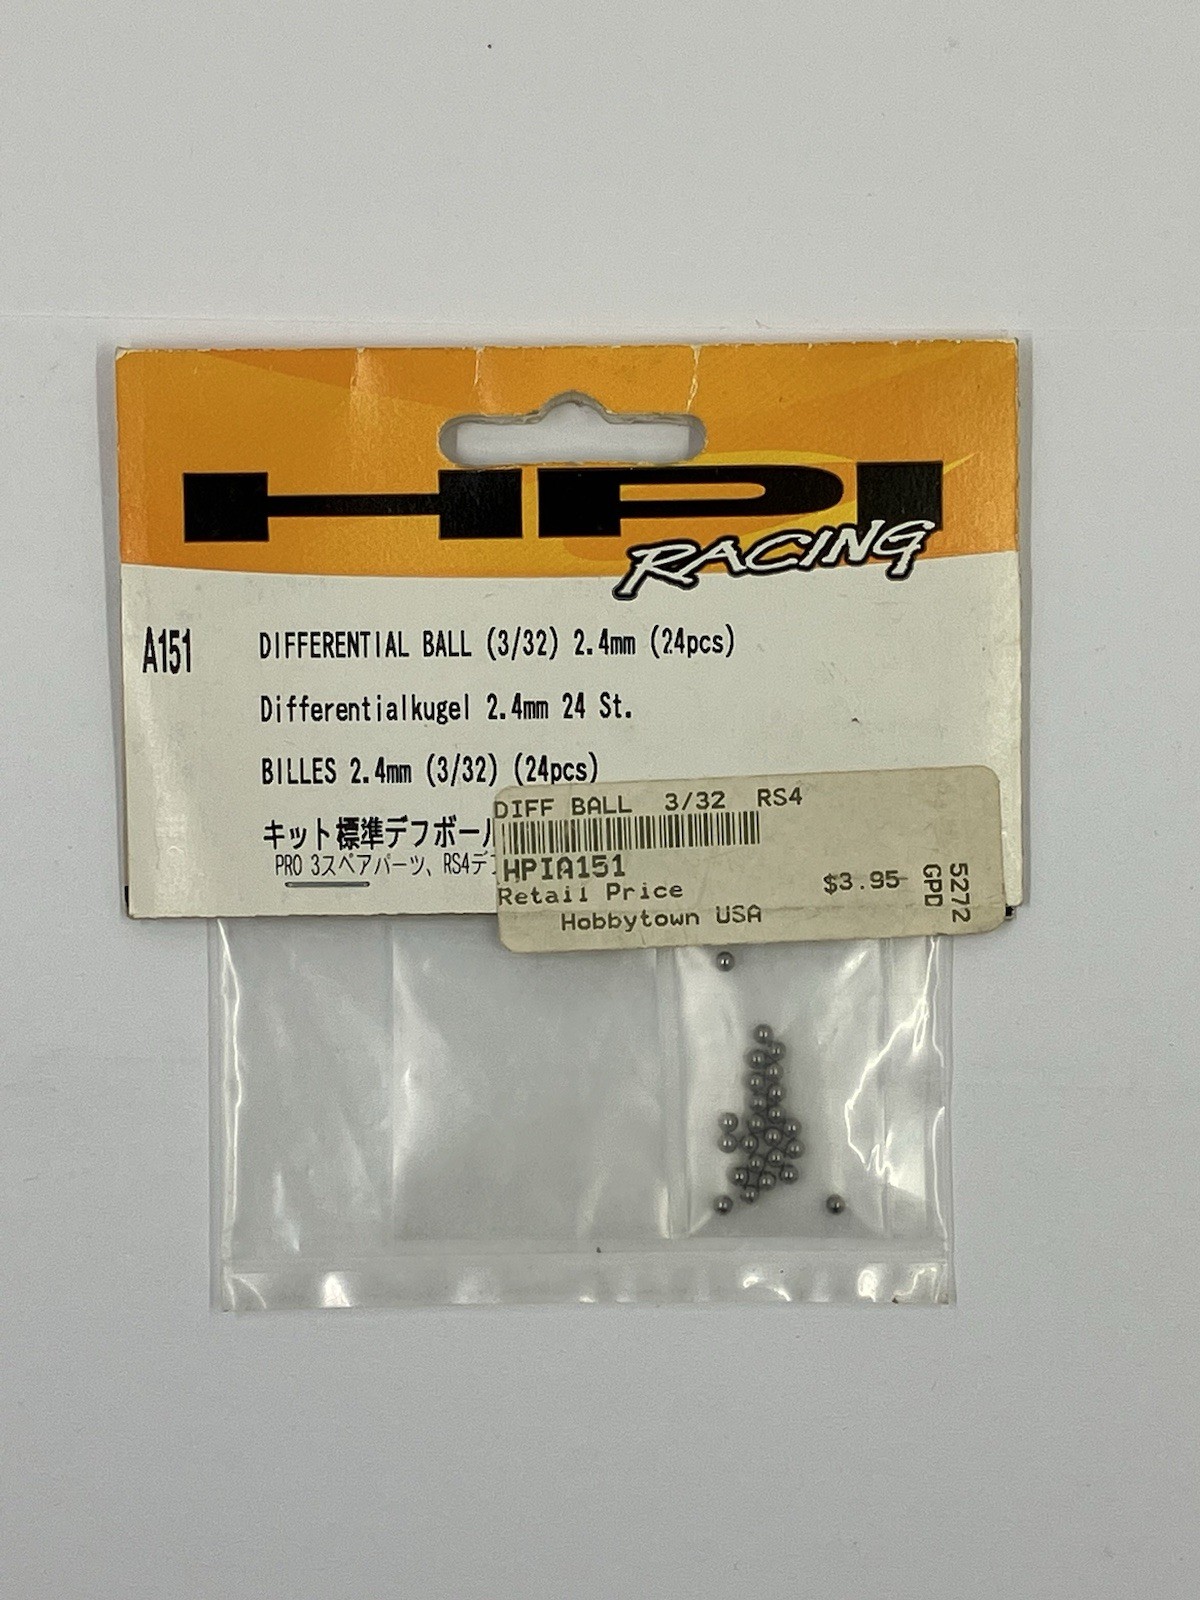 HPI
RACING
A151
DIFFERENTIAL BALL (3/32) 2.4mm (24pcs)
Differentialkugel 2.4mm 24 St.
BILLES 2.4mm (3/32) (24pcs)
キット標準デフボー
PRO 3スペアパーツ、RS4デ
DIFF BALL 3/32 RS4
HPIA151
Retail Price
$3.95
Hobbytown USA
5272
GPD